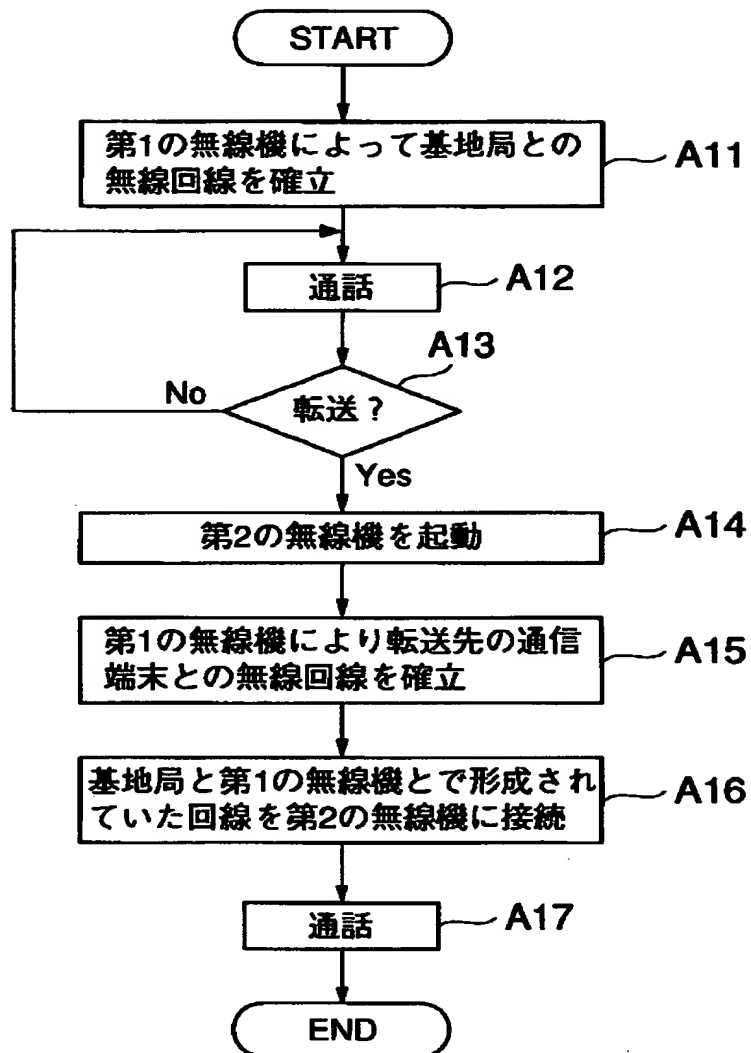 START
第1の無線機によって基地局との
無線回線を確立
A11
通話
A12
A13
転送?
No
Yes
第2の無線機を起動
A14
第1の無線機により転送先の通信
端末との無線回線を確立
A15
基地局と第1の無線機とで形成され
ていた回線を第2の無線機に接続
A16
通話
A17
END